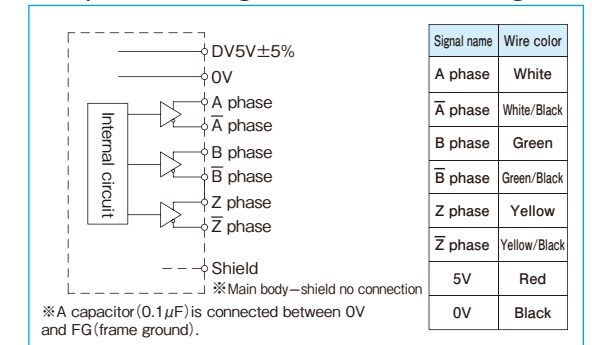 DV5V±5%
0V
A phase
A̅ phase
B phase
B̅ phase
Z phase
Z̅ phase
Internal circuit
Shield
※Main body—shield no connection
※A capacitor(0.1μF)is connected between 0V
and FG(frame ground).
Signal name Wire color
A phase White
A̅ phase White/Black
B phase Green
B̅ phase Green/Black
Z phase Yellow
Z̅ phase Yellow/Black
5V Red
0V Black